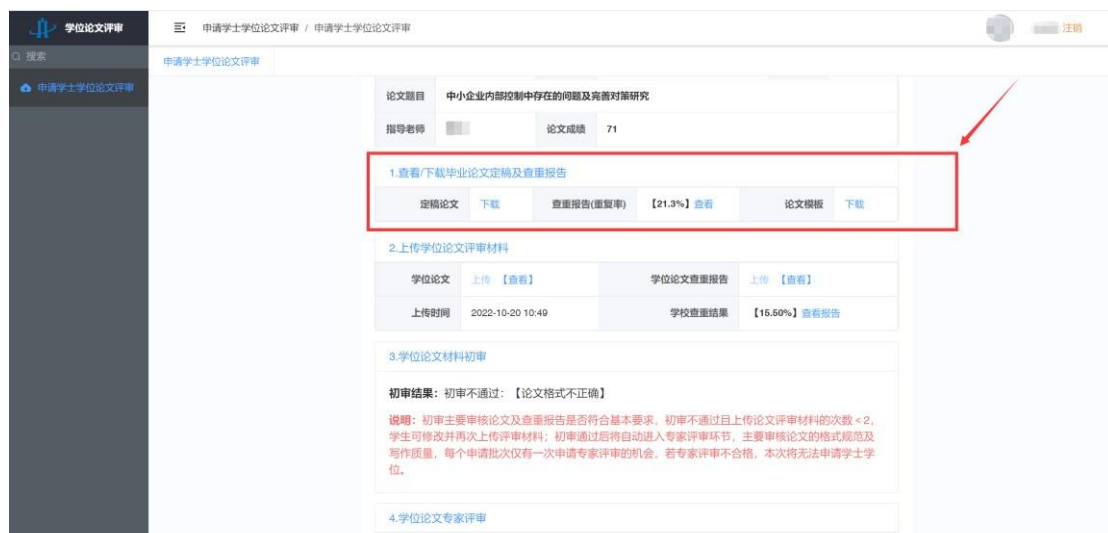 学位论文评审
申请学士学位论文评审 / 申请学士学位论文评审
注销
搜索
申请学士学位论文评审
申请学士学位论文评审
论文题目 中小企业内部控制中存在的问题及完善对策研究
指导老师 论文成绩 71
1.查看/下载毕业论文定稿及查重报告
定稿论文 下载 查重报告(重复率) 【21.3%】查看 论文模板 下载
2.上传学位论文评审材料
学位论文 上传 【查看】 学位论文查重报告 上传 【查看】
上传时间 2022-10-20 10:49 学校查重结果 【15.50%】查看报告
3.学位论文材料初审
初审结果：初审不通过：【论文格式不正确】
说明：初审主要审核论文及查重报告是否符合基本要求，初审不通过且上传论文评审材料的次数＜2，
学生可修改并再次上传评审材料；初审通过后将自动进入专家评审环节，主要审核论文的格式规范及
写作质量，每个申请批次仅有一次申请专家评审的机会，若专家评审不合格，本次将无法申请学士学
位。
4.学位论文专家评审